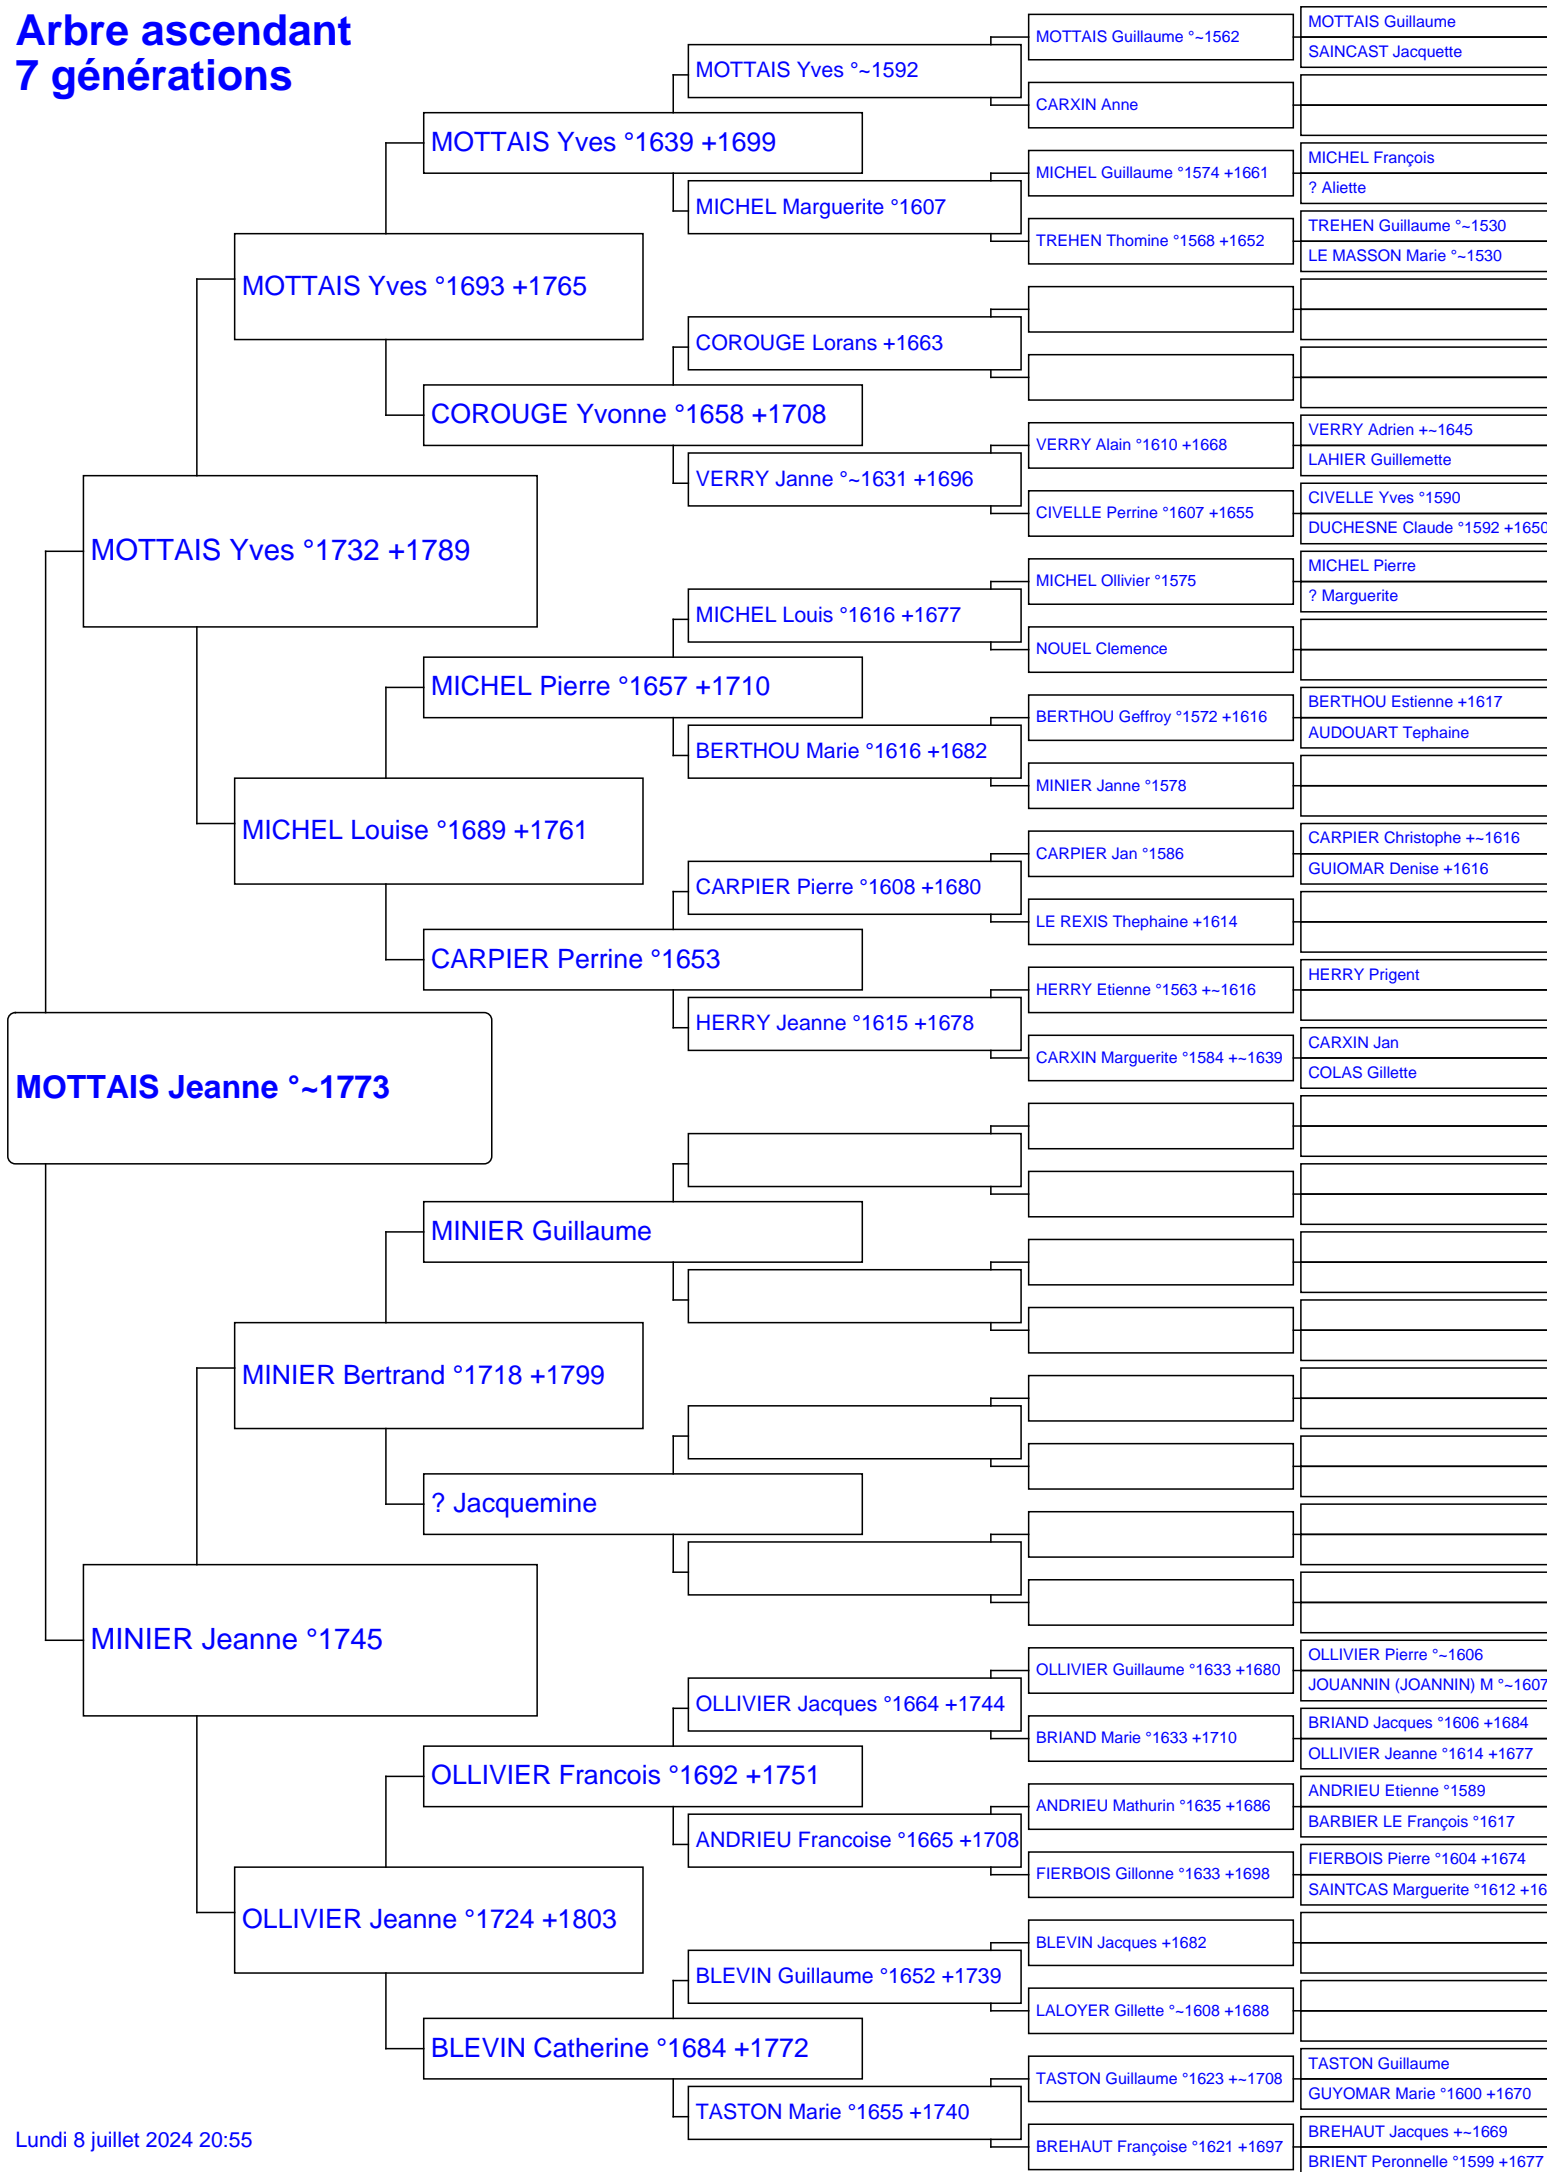 Arbre ascendant
7 générations
MOTTAIS Jeanne °~1773
MOTTAIS Yves °1732 +1789
MINIER Jeanne °1745
MOTTAIS Yves °1693 +1765
MICHEL Louise °1689 +1761
MINIER Bertrand °1718 +1799
OLLIVIER Jeanne °1724 +1803
MOTTAIS Yves °1639 +1699
COROUGE Yvonne °1658 +1708
MICHEL Pierre °1657 +1710
CARPIER Perrine °1653
MINIER Guillaume
? Jacquemine
OLLIVIER Francois °1692 +1751
BLEVIN Catherine °1684 +1772
MOTTAIS Yves °~1592
MICHEL Marguerite °1607
COROUGE Lorans +1663
VERRY Janne °~1631 +1696
MICHEL Louis °1616 +1677
BERTHOU Marie °1616 +1682
CARPIER Pierre °1608 +1680
HERRY Jeanne °1615 +1678
OLLIVIER Jacques °1664 +1744
ANDRIEU Francoise °1665 +1708
BLEVIN Guillaume °1652 +1739
TASTON Marie °1655 +1740
MOTTAIS Guillaume °~1562
CARXIN Anne
MICHEL Guillaume °1574 +1661
TREHEN Thomine °1568 +1652
VERRY Alain °1610 +1668
CIVELLE Perrine °1607 +1655
MICHEL Ollivier °1575
NOUEL Clemence
BERTHOU Geffroy °1572 +1616
MINIER Janne °1578
CARPIER Jan °1586
LE REXIS Thephaine +1614
HERRY Etienne °1563 +~1616
CARXIN Marguerite °1584 +~1639
OLLIVIER Guillaume °1633 +1680
BRIAND Marie °1633 +1710
ANDRIEU Mathurin °1635 +1686
FIERBOIS Gillonne °1633 +1698
BLEVIN Jacques +1682
LALOYER Gillette °~1608 +1688
TASTON Guillaume °1623 +~1708
BREHAUT Françoise °1621 +1697
MOTTAIS Guillaume
SAINCAST Jacquette
MICHEL François
? Aliette
TREHEN Guillaume °~1530
LE MASSON Marie °~1530
VERRY Adrien +~1645
LAHIER Guillemette
CIVELLE Yves °1590
DUCHESNE Claude °1592 +1650
MICHEL Pierre
? Marguerite
BERTHOU Estienne +1617
AUDOUART Tephaine
CARPIER Christophe +~1616
GUIOMAR Denise +1616
HERRY Prigent
CARXIN Jan
COLAS Gillette
OLLIVIER Pierre °~1606
JOUANNIN (JOANNIN) M °~1607
BRIAND Jacques °1606 +1684
OLLIVIER Jeanne °1614 +1677
ANDRIEU Etienne °1589
BARBIER LE François °1617
FIERBOIS Pierre °1604 +1674
SAINTCAS Marguerite °1612 +16
TASTON Guillaume
GUYOMAR Marie °1600 +1670
BREHAUT Jacques +~1669
BRIENT Peronnelle °1599 +1677
Lundi 8 juillet 2024 20:55